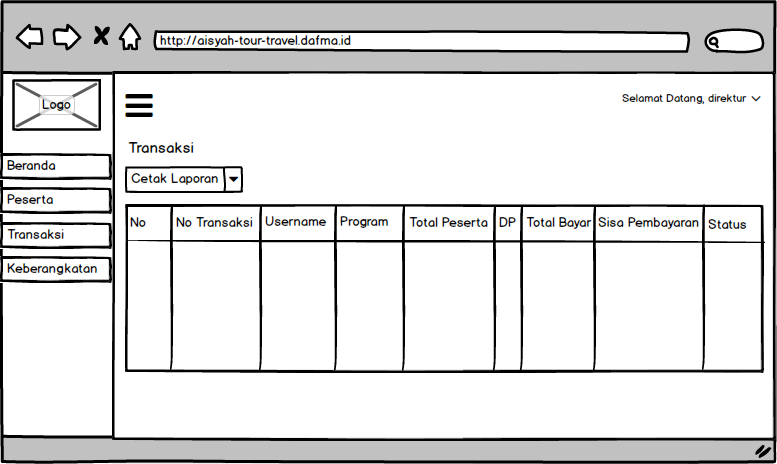 http://aisyah-tour-travel.dafma.id
Logo
Selamat Datang, direktur
Beranda
Peserta
Transaksi
Keberangkatan
Transaksi
Cetak Laporan
No No Transaksi Username Program Total Peserta DP Total Bayar Sisa Pembayaran Status